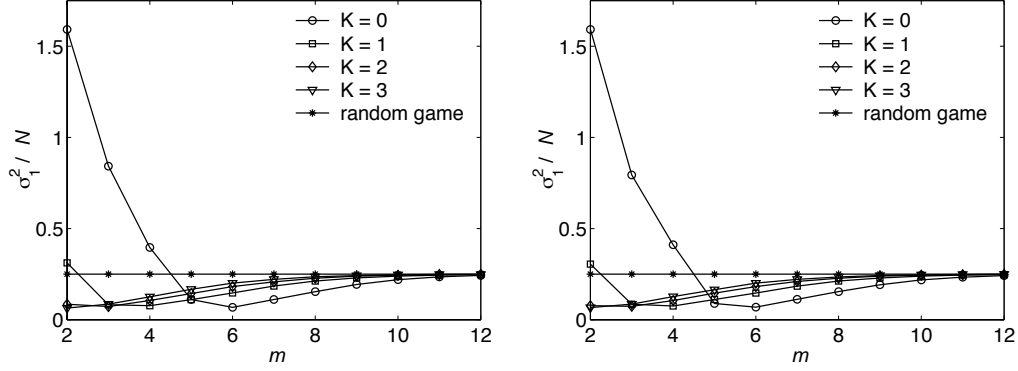 1.5
1
0.5
0
σ₁² / N
K = 0
K = 1
K = 2
K = 3
random game
2 4 6 8 10 12
m
1.5
1
0.5
0
σ₁² / N
K = 0
K = 1
K = 2
K = 3
random game
2 4 6 8 10 12
m